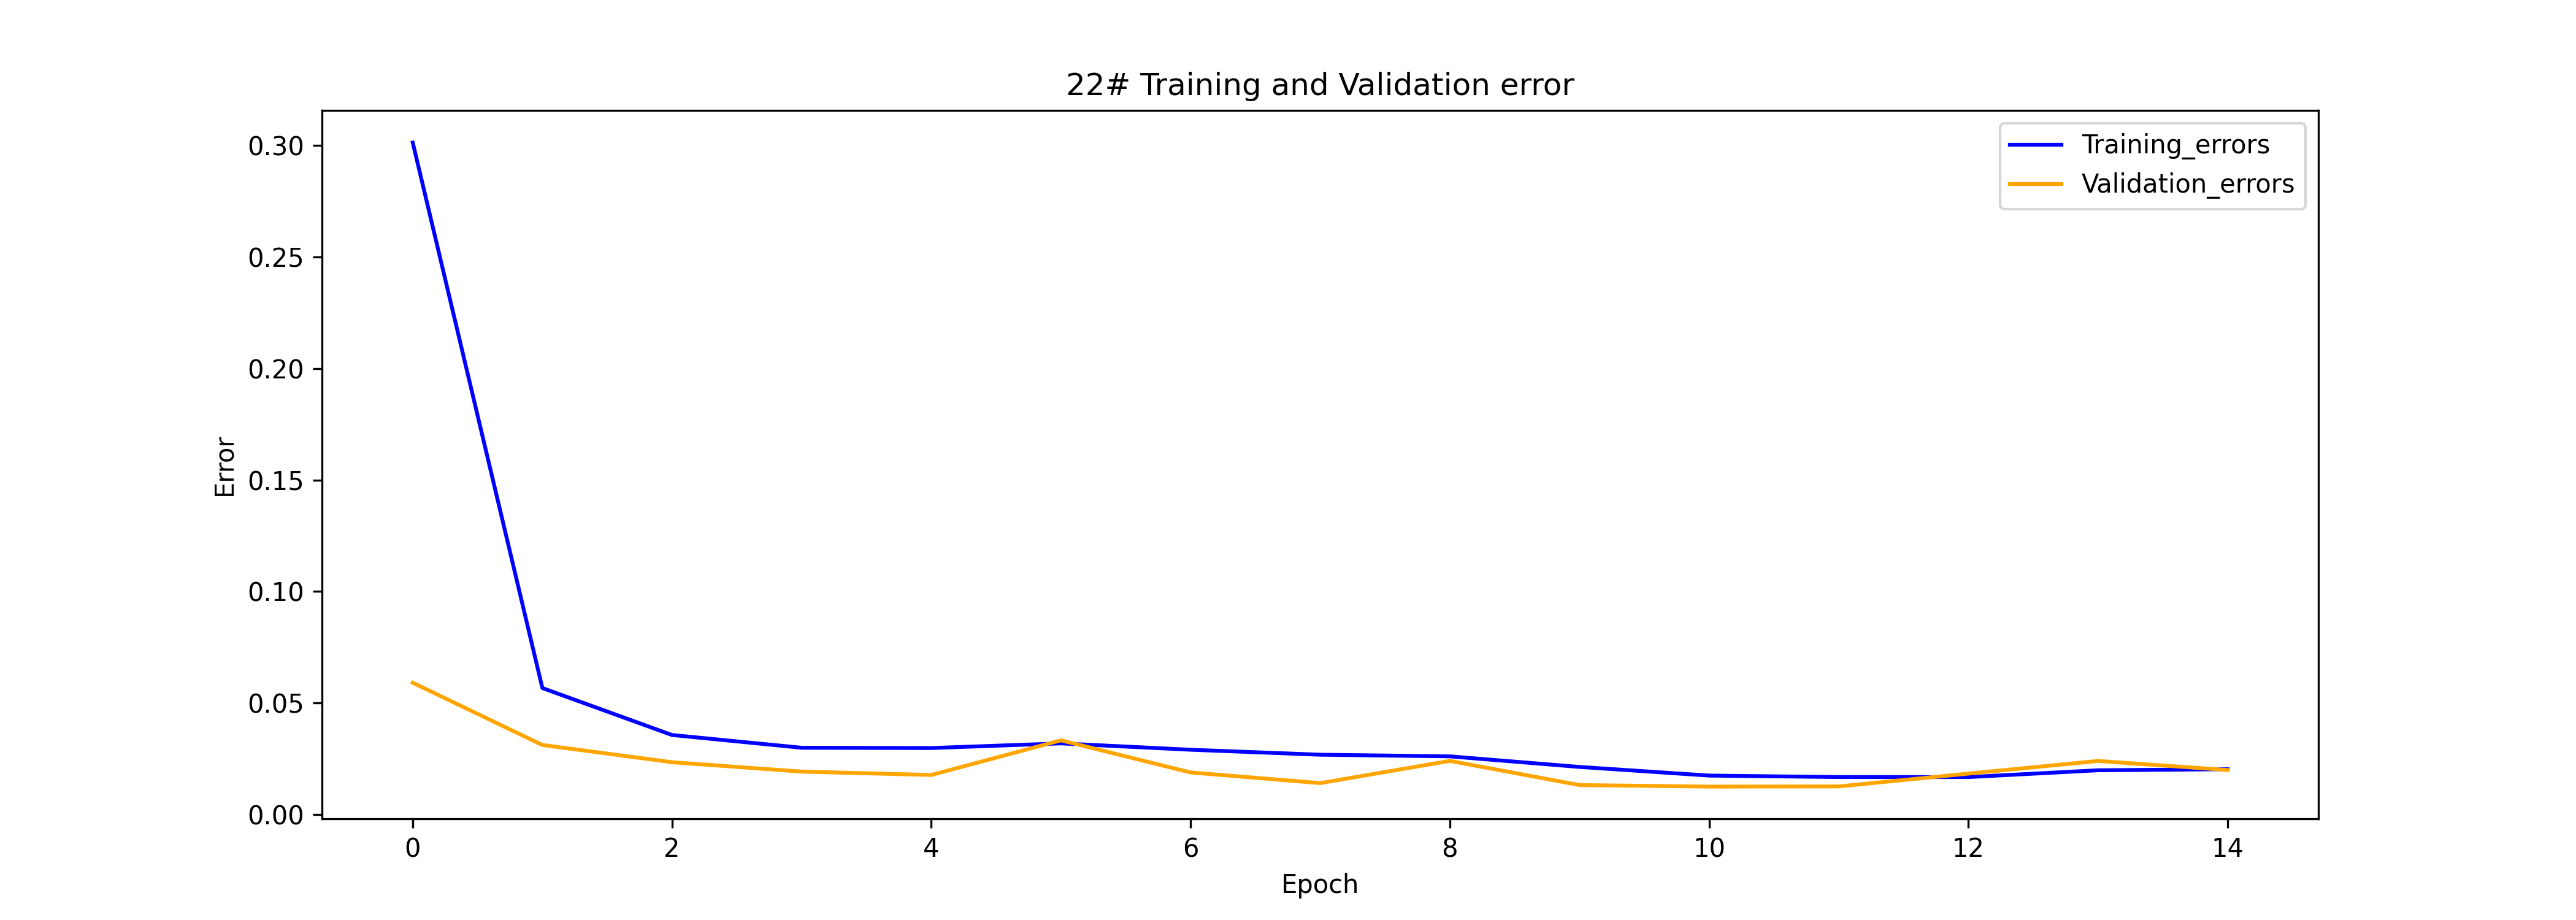 22# Training and Validation error
Training_errors
Validation_errors
0.30
0.25
0.20
0.15
0.10
0.05
0.00
Error
0 2 4 6 8 10 12 14
Epoch